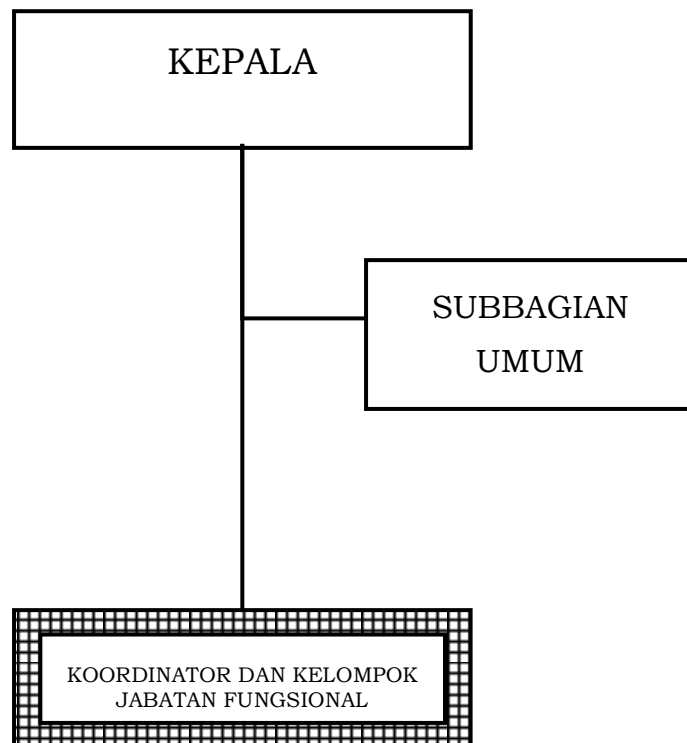 KEPALA
SUBBAGIAN
UMUM
KOORDINATOR DAN KELOMPOK
JABATAN FUNGSIONAL